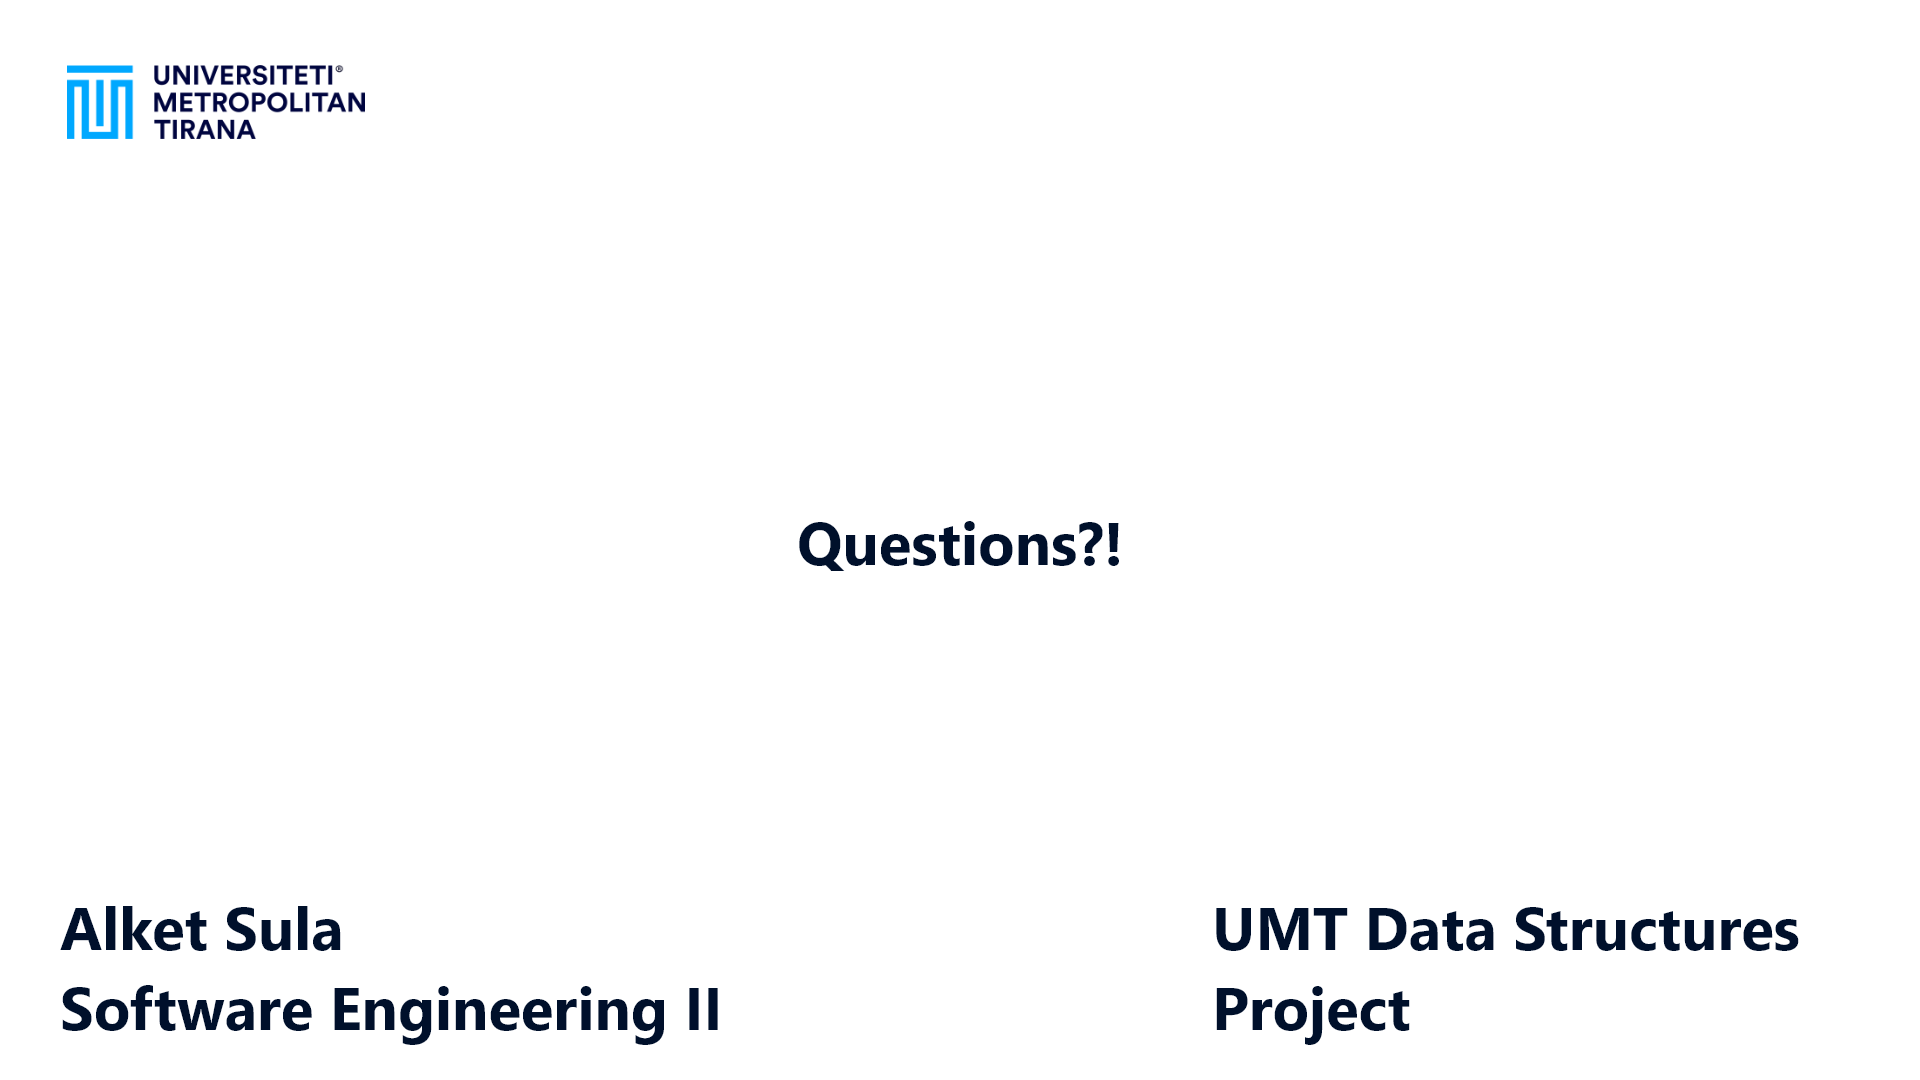 UNIVERSITETI®
METROPOLITAN
TIRANA
Questions?!
Alket Sula
Software Engineering II
UMT Data Structures
Project